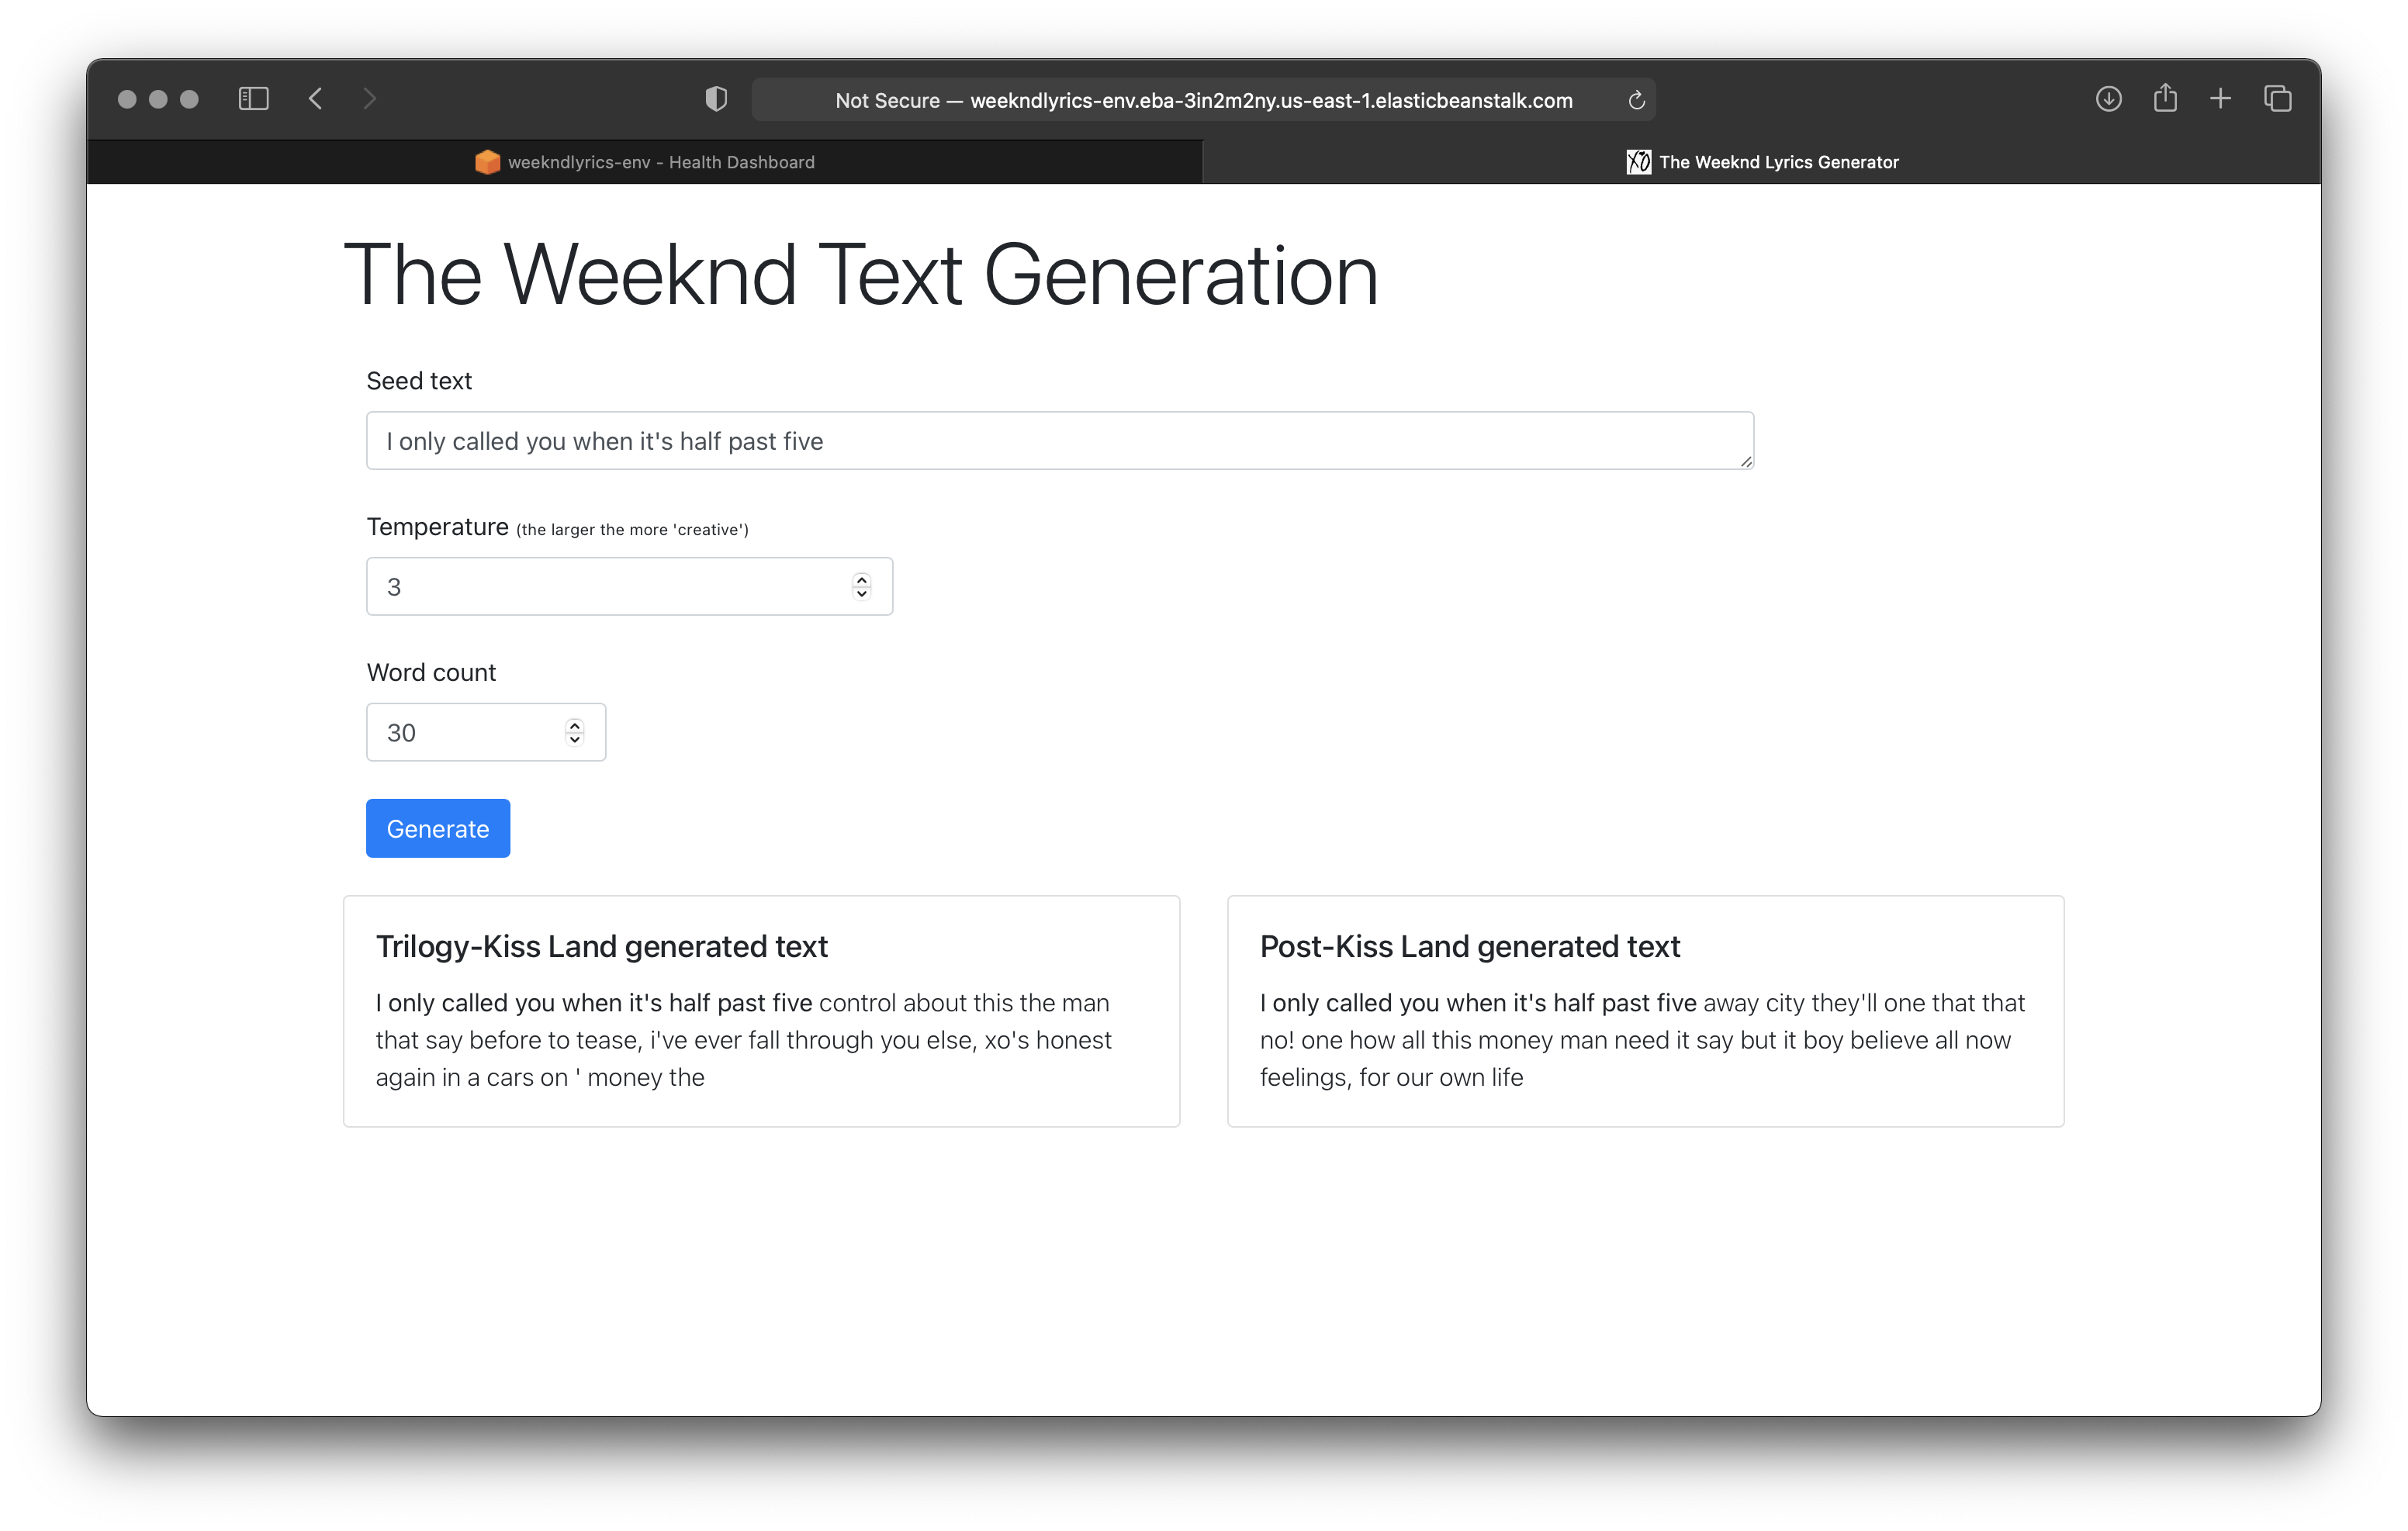 Not Secure — weekndlyrics-env.eba-3in2m2ny.us-east-1.elasticbeanstalk.com
weekndlyrics-env - Health Dashboard
XO The Weeknd Lyrics Generator
The Weeknd Text Generation
Seed text
I only called you when it's half past five
Temperature (the larger the more 'creative')
3
Word count
30
Generate
Trilogy-Kiss Land generated text
I only called you when it's half past five control about this the man
that say before to tease, i've ever fall through you else, xo's honest
again in a cars on ' money the
Post-Kiss Land generated text
I only called you when it's half past five away city they'll one that that
no! one how all this money man need it say but it boy believe all now
feelings, for our own life